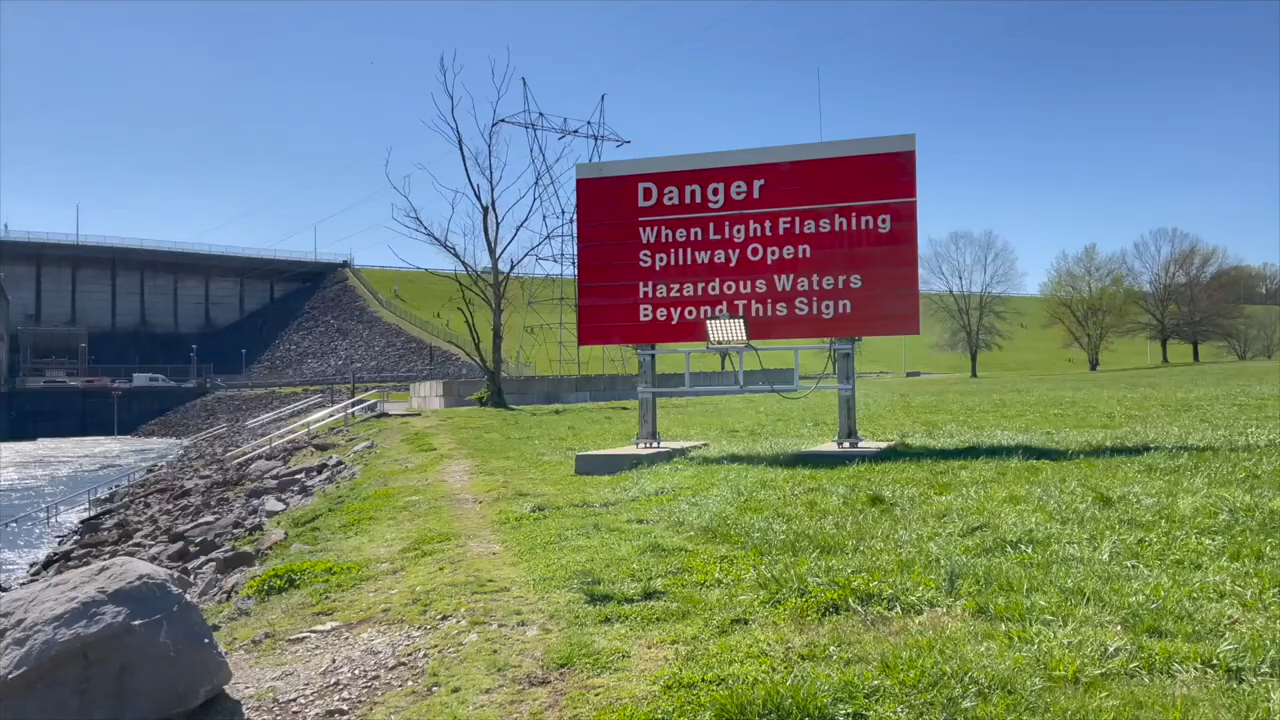 Danger
When Light Flashing
Spillway Open
Hazardous Waters
Beyond This Sign